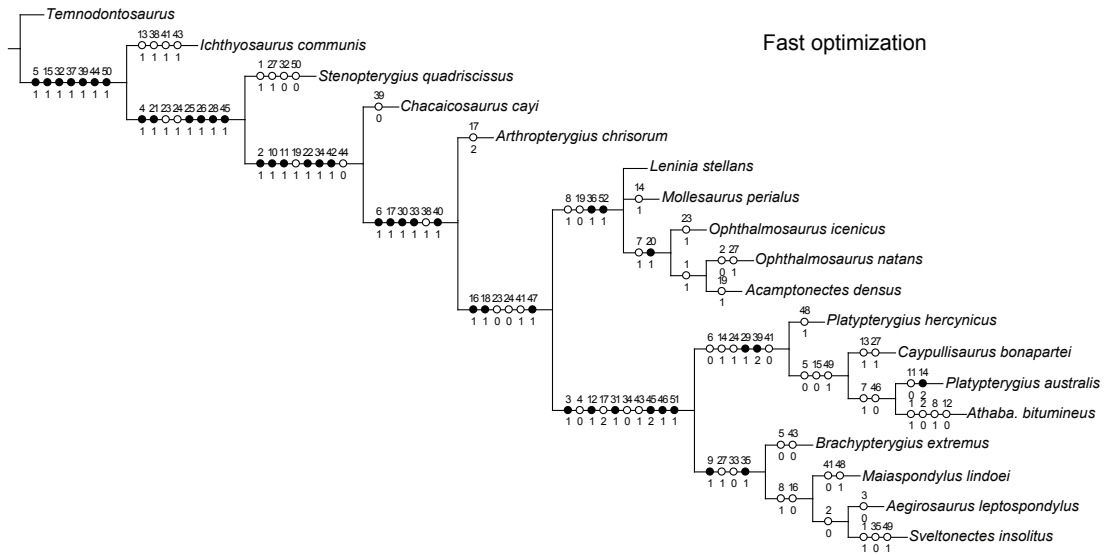 Temnodontosaurus
13 38 41 43
Ichthyosaurus communis
1 1 1 1
Fast optimization
5 15 32 37 39 44 50
1 1 1 1 1 1 1
1 27 32 50
Stenopterygius quadriscissus
1 1 0 0
4 21 23 24 25 26 28 45
1 1 1 1 1 1 1 1
39
Chacaicosaurus cayi
0
2 10 11 19 22 34 42 44
1 1 1 1 1 1 1 0
17
Arthropterygius chrisorum
2
6 17 30 33 38 40
1 1 1 1 1 1
Leninia stellans
8 19 36 52
1 0 1 1
14
Mollesaurus perialus
1
23
Ophthalmosaurus icenicus
1
7 20
1 1
2 27
Ophthalmosaurus natans
0 1
1
1
19
Acamptonectes densus
1
16 18 23 24 41 47
1 1 0 0 1 1
48
Platypterygius hercynicus
1
6 14 24 29 39 41
0 1 1 1 2 0
13 27
Caypullisaurus bonapartei
1 1
5 15 49
0 0 1
11 14
Platypterygius australis
0 2
7 46
1 0
1 2 8 12
Athaba. bitumineus
1 0 1 0
3 4 12 17 31 34 43 45 46 51
1 0 1 2 1 0 1 2 1 1
5 43
Brachypterygius extremus
0 0
9 27 33 35
1 1 0 1
41 48
Maiaspondylus lindoei
0 1
8 16
1 0
3
Aegirosaurus leptospondylus
0
2
0
1 35 49
Sveltonectes insolitus
1 0 1